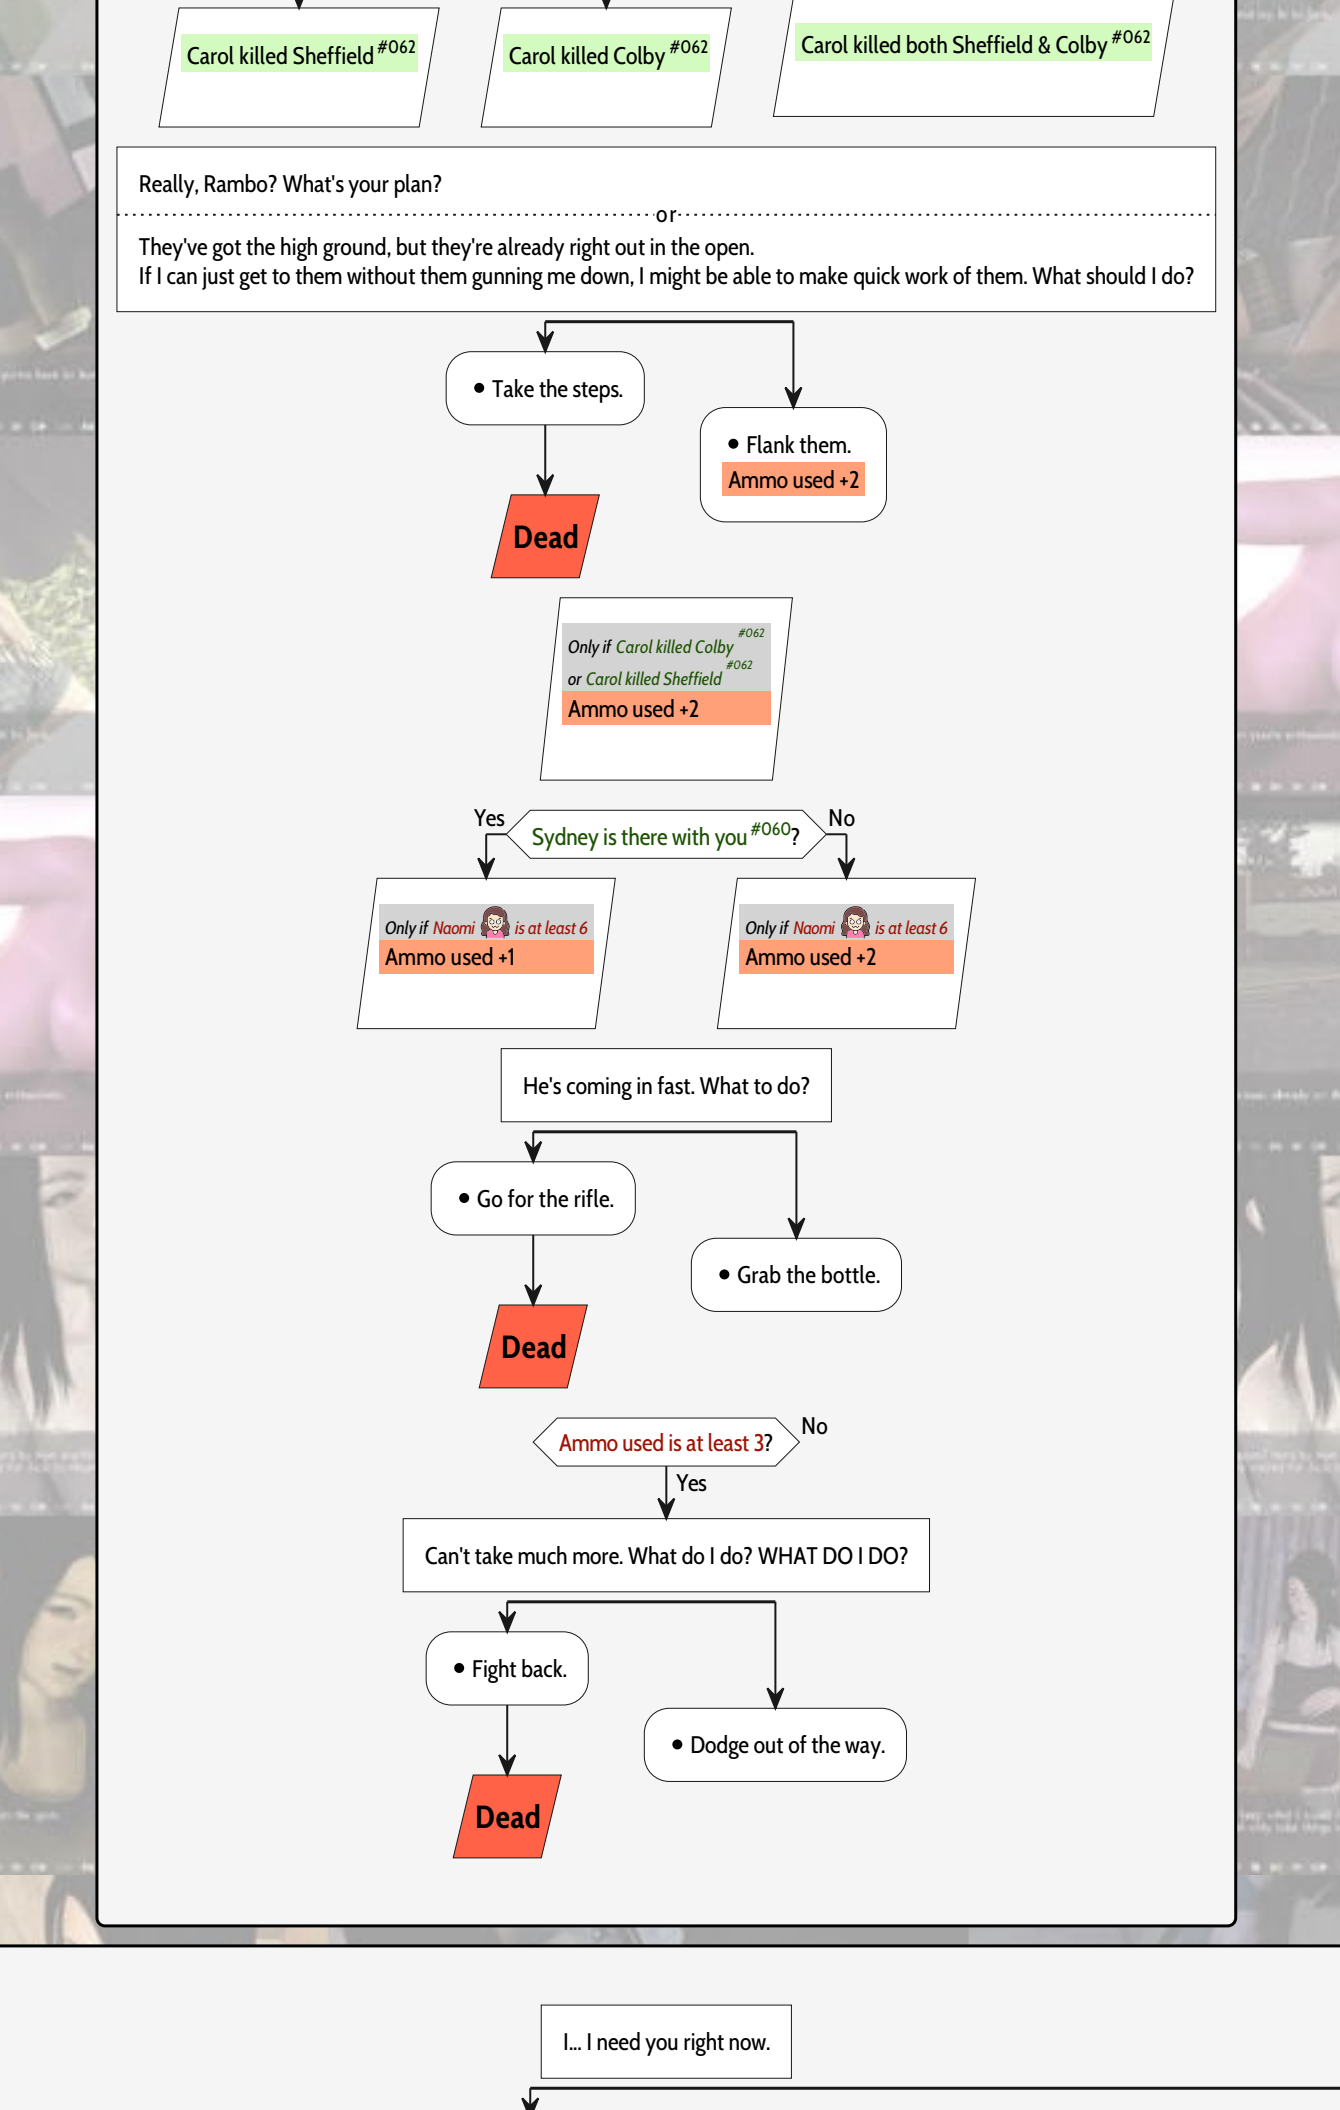 Carol killed Sheffield #062
Carol killed Colby #062
Carol killed both Sheffield & Colby #062
Really, Rambo? What's your plan?
or
They've got the high ground, but they're already right out in the open.
If I can just get to them without them gunning me down, I might be able to make quick work of them. What should I do?
• Take the steps.
• Flank them.
Ammo used +2
Dead
Only if Carol killed Colby #062
or Carol killed Sheffield #062
Ammo used +2
Yes
Sydney is there with you #060?
No
Only if Naomi is at least 6
Ammo used +1
Only if Naomi is at least 6
Ammo used +2
He's coming in fast. What to do?
• Go for the rifle.
• Grab the bottle.
Dead
Ammo used is at least 3?
No
Yes
Can't take much more. What do I do? WHAT DO I DO?
• Fight back.
• Dodge out of the way.
Dead
I... I need you right now.